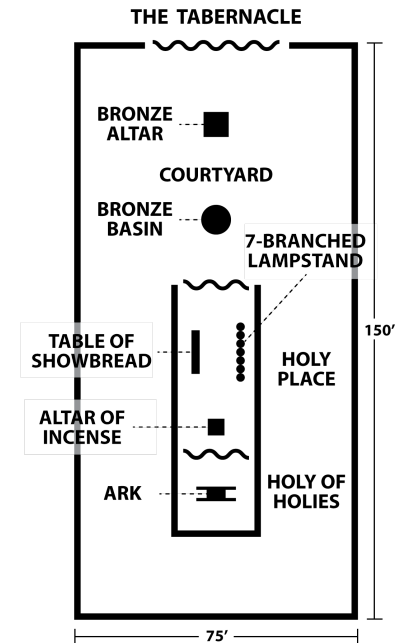 THE TABERNACLE
BRONZE
ALTAR
COURTYARD
BRONZE
BASIN
7-BRANCHED
LAMPSTAND
150′
TABLE OF
SHOWBREAD
HOLY
PLACE
ALTAR OF
INCENSE
ARK
HOLY OF
HOLIES
75′